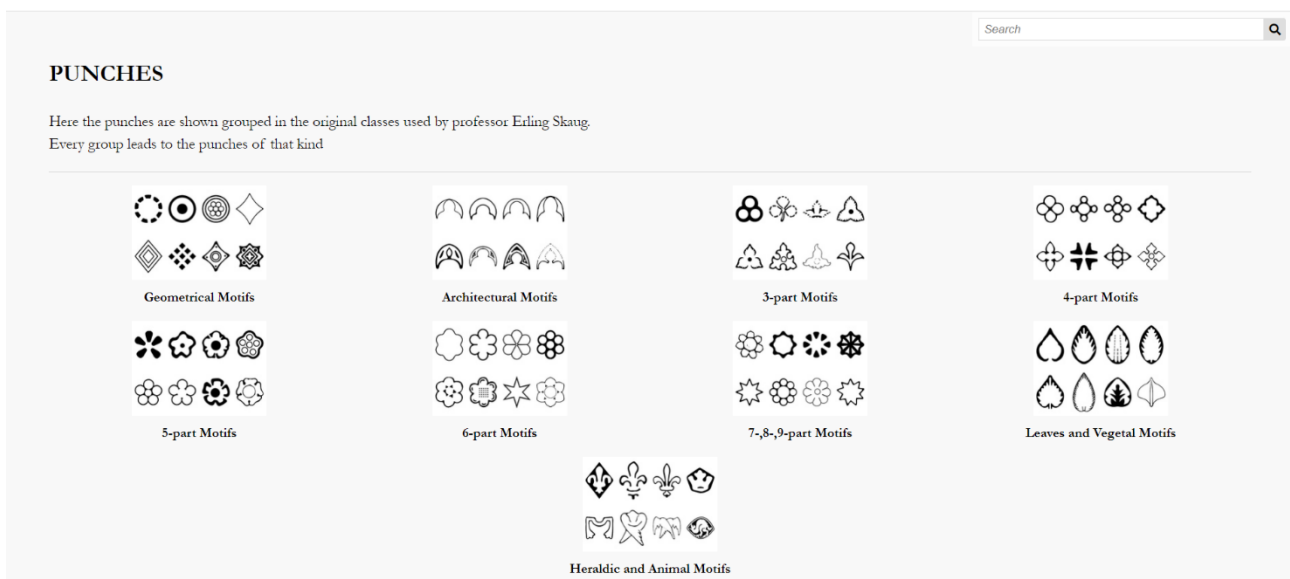 Search
PUNCHES
Here the punches are shown grouped in the original classes used by professor Erling Skaug.
Every group leads to the punches of that kind
Geometrical Motifs
Architectural Motifs
3-part Motifs
4-part Motifs
5-part Motifs
6-part Motifs
7-,8-,9-part Motifs
Leaves and Vegetal Motifs
Heraldic and Animal Motifs